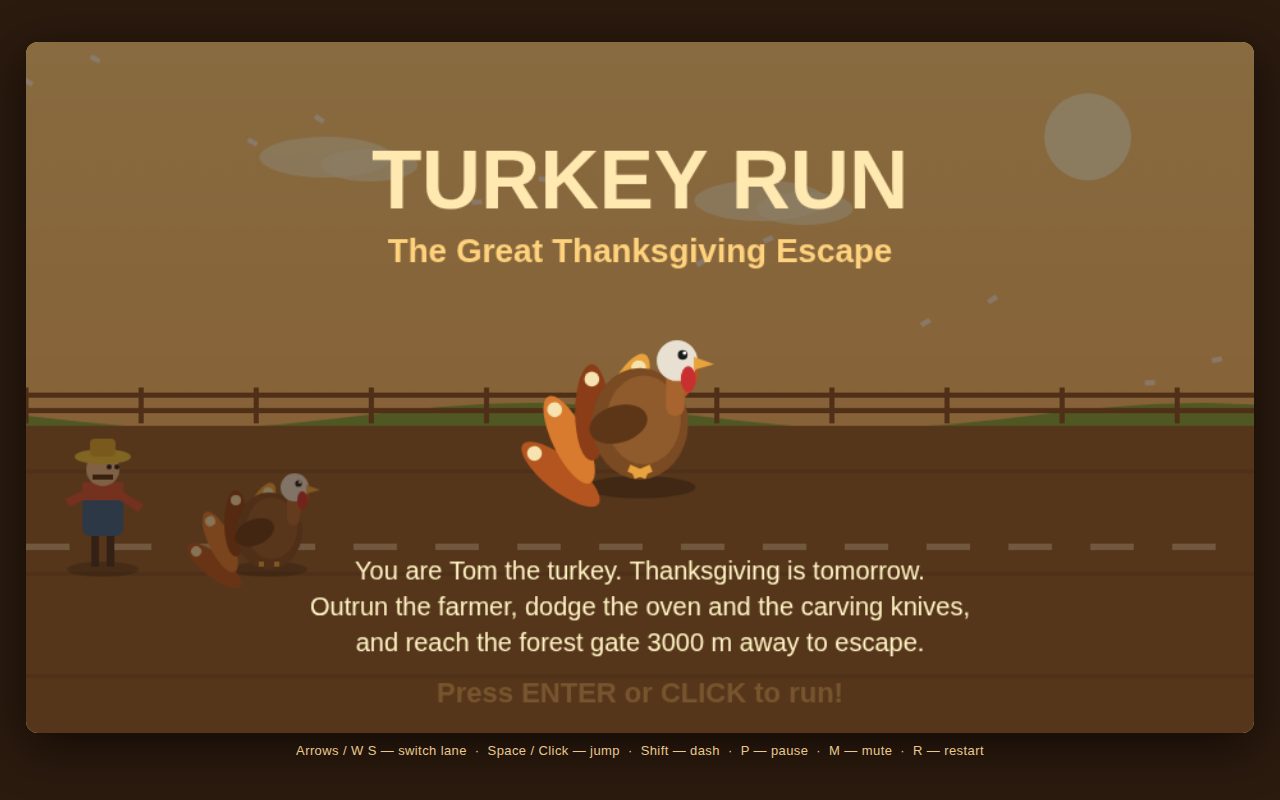 TURKEY RUN
The Great Thanksgiving Escape
You are Tom the turkey. Thanksgiving is tomorrow.
Outrun the farmer, dodge the oven and the carving knives,
and reach the forest gate 3000 m away to escape.
Press ENTER or CLICK to run!
Arrows / W S — switch lane · Space / Click — jump · Shift — dash · P — pause · M — mute · R — restart